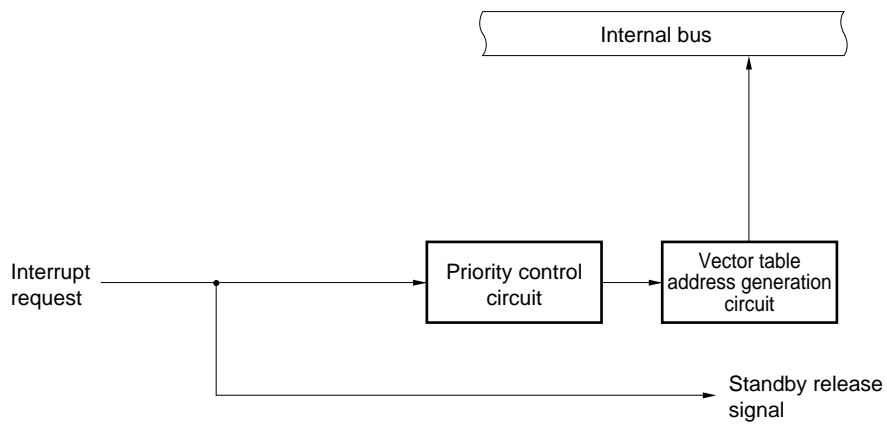 Internal bus
Interrupt
request
Priority control
circuit
Vector table
address generation
circuit
Standby release
signal